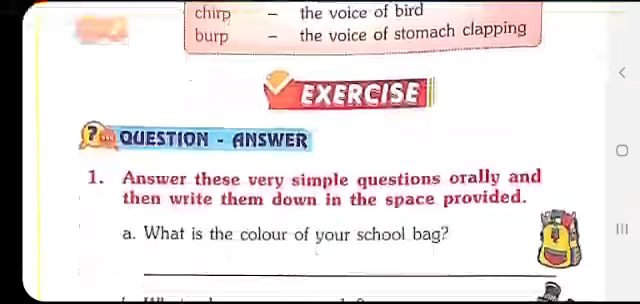 chirp – the voice of bird
burp – the voice of stomach clapping
EXERCISE
? QUESTION - ANSWER
1. Answer these very simple questions orally and
then write them down in the space provided.
a. What is the colour of your school bag?